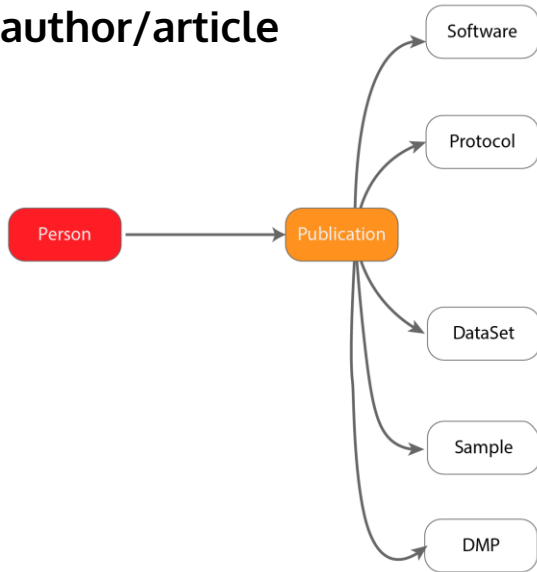 author/article
Software
Protocol
Person
Publication
DataSet
Sample
DMP